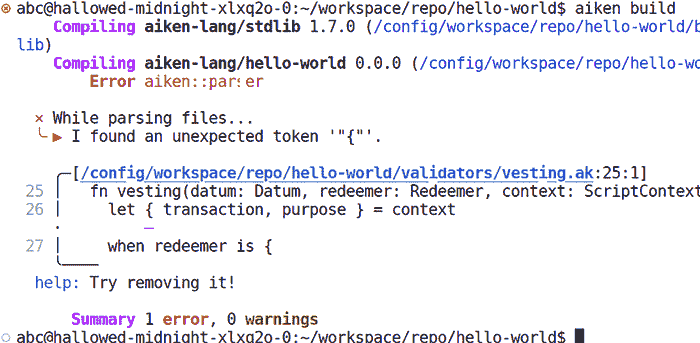 abc@hallowed-midnight-xlxq2o-0:~/workspace/repo/hello-world$ aiken build
Compiling aiken-lang/stdlib 1.7.0 (/config/workspace/repo/hello-world/b
lib)
Compiling aiken-lang/hello-world 0.0.0 (/config/workspace/repo/hello-wo
Error aiken::parser
× While parsing files...
╰─▶ I found an unexpected token '"{"'.
╭─[/config/workspace/repo/hello-world/validators/vesting.ak:25:1]
25 │ fn vesting(datum: Datum, redeemer: Redeemer, context: ScriptContext
26 │ let { transaction, purpose } = context
· ─
27 │ when redeemer is {
╰────
help: Try removing it!
Summary 1 error, 0 warnings
abc@hallowed-midnight-xlxq2o-0:~/workspace/repo/hello-world$